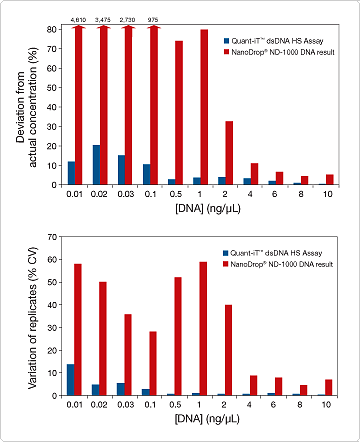 4,610 3,475 2,730 975
80
70
60
50
40
30
20
10
0
Deviation from
actual concentration (%)
Quant-iT™ dsDNA HS Assay
NanoDrop® ND-1000 DNA result
0.01 0.02 0.03 0.1 0.5 1 2 4 6 8 10
[DNA] (ng/µL)
70
60
50
40
30
20
10
0
Variation of replicates (% CV)
Quant-iT™ dsDNA HS Assay
NanoDrop® ND-1000 DNA result
0.01 0.02 0.03 0.1 0.5 1 2 4 6 8 10
[DNA] (ng/µL)